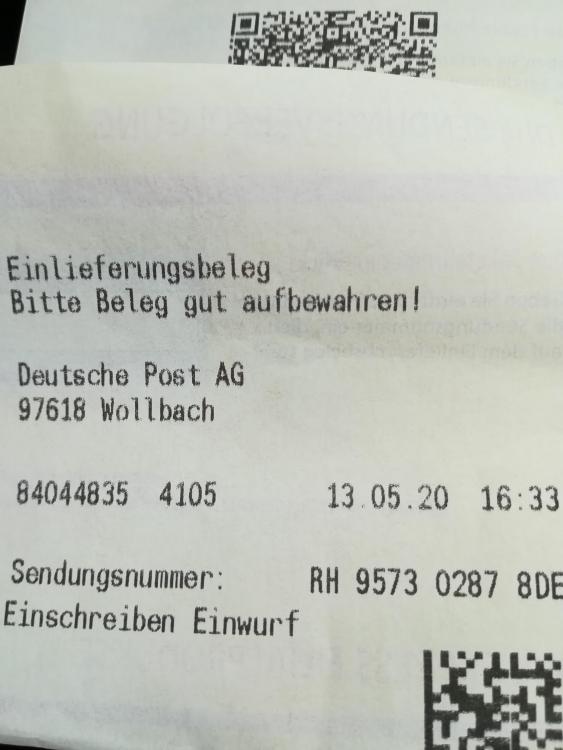 Einlieferungsbeleg
Bitte Beleg gut aufbewahren!
Deutsche Post AG
97618 Wollbach
84044835 4105 13.05.20 16:33
Sendungsnummer: RH 9573 0287 8DE
Einschreiben Einwurf